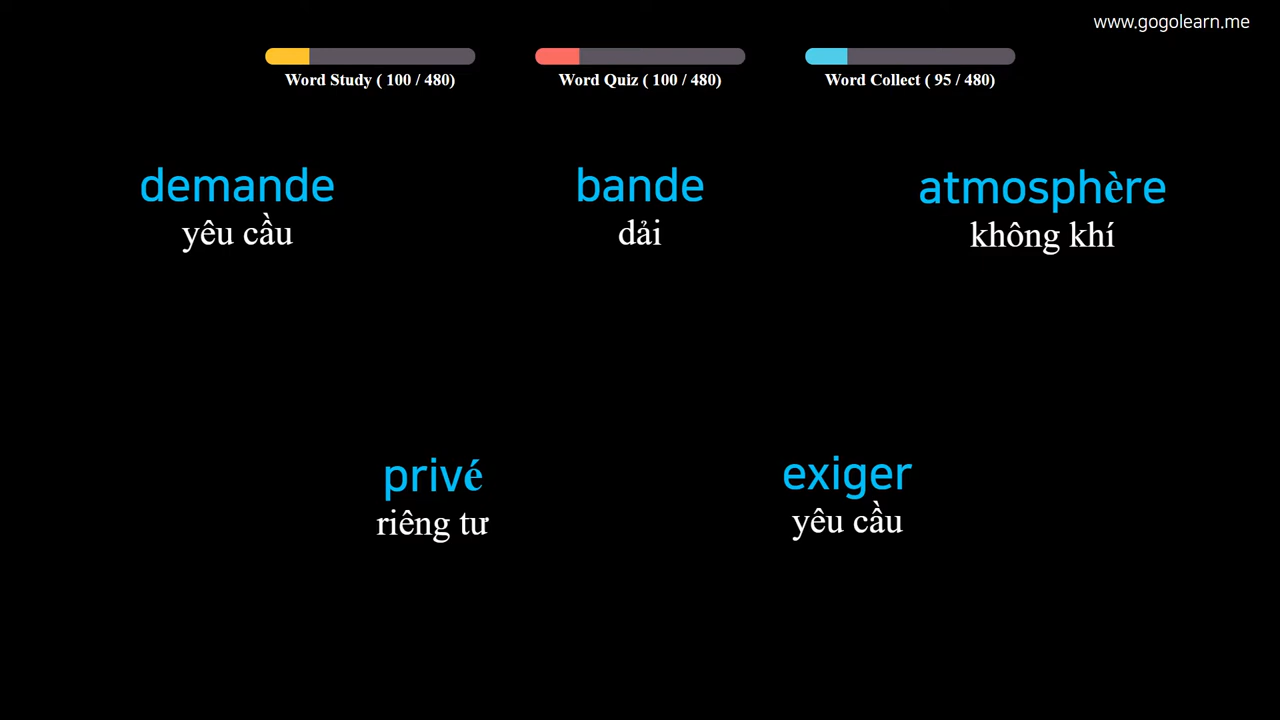 www.gogolearn.me
Word Study ( 100 / 480)
Word Quiz ( 100 / 480)
Word Collect ( 95 / 480)
demande
yêu cầu
bande
dải
atmosphère
không khí
privé
riêng tư
exiger
yêu cầu